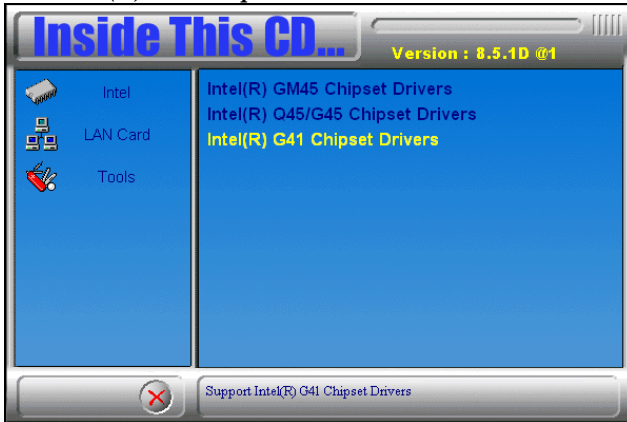 Inside This CD...
Version : 8.5.1D @1
Intel
LAN Card
Tools
Intel(R) GM45 Chipset Drivers
Intel(R) Q45/G45 Chipset Drivers
Intel(R) G41 Chipset Drivers
Support Intel(R) G41 Chipset Drivers